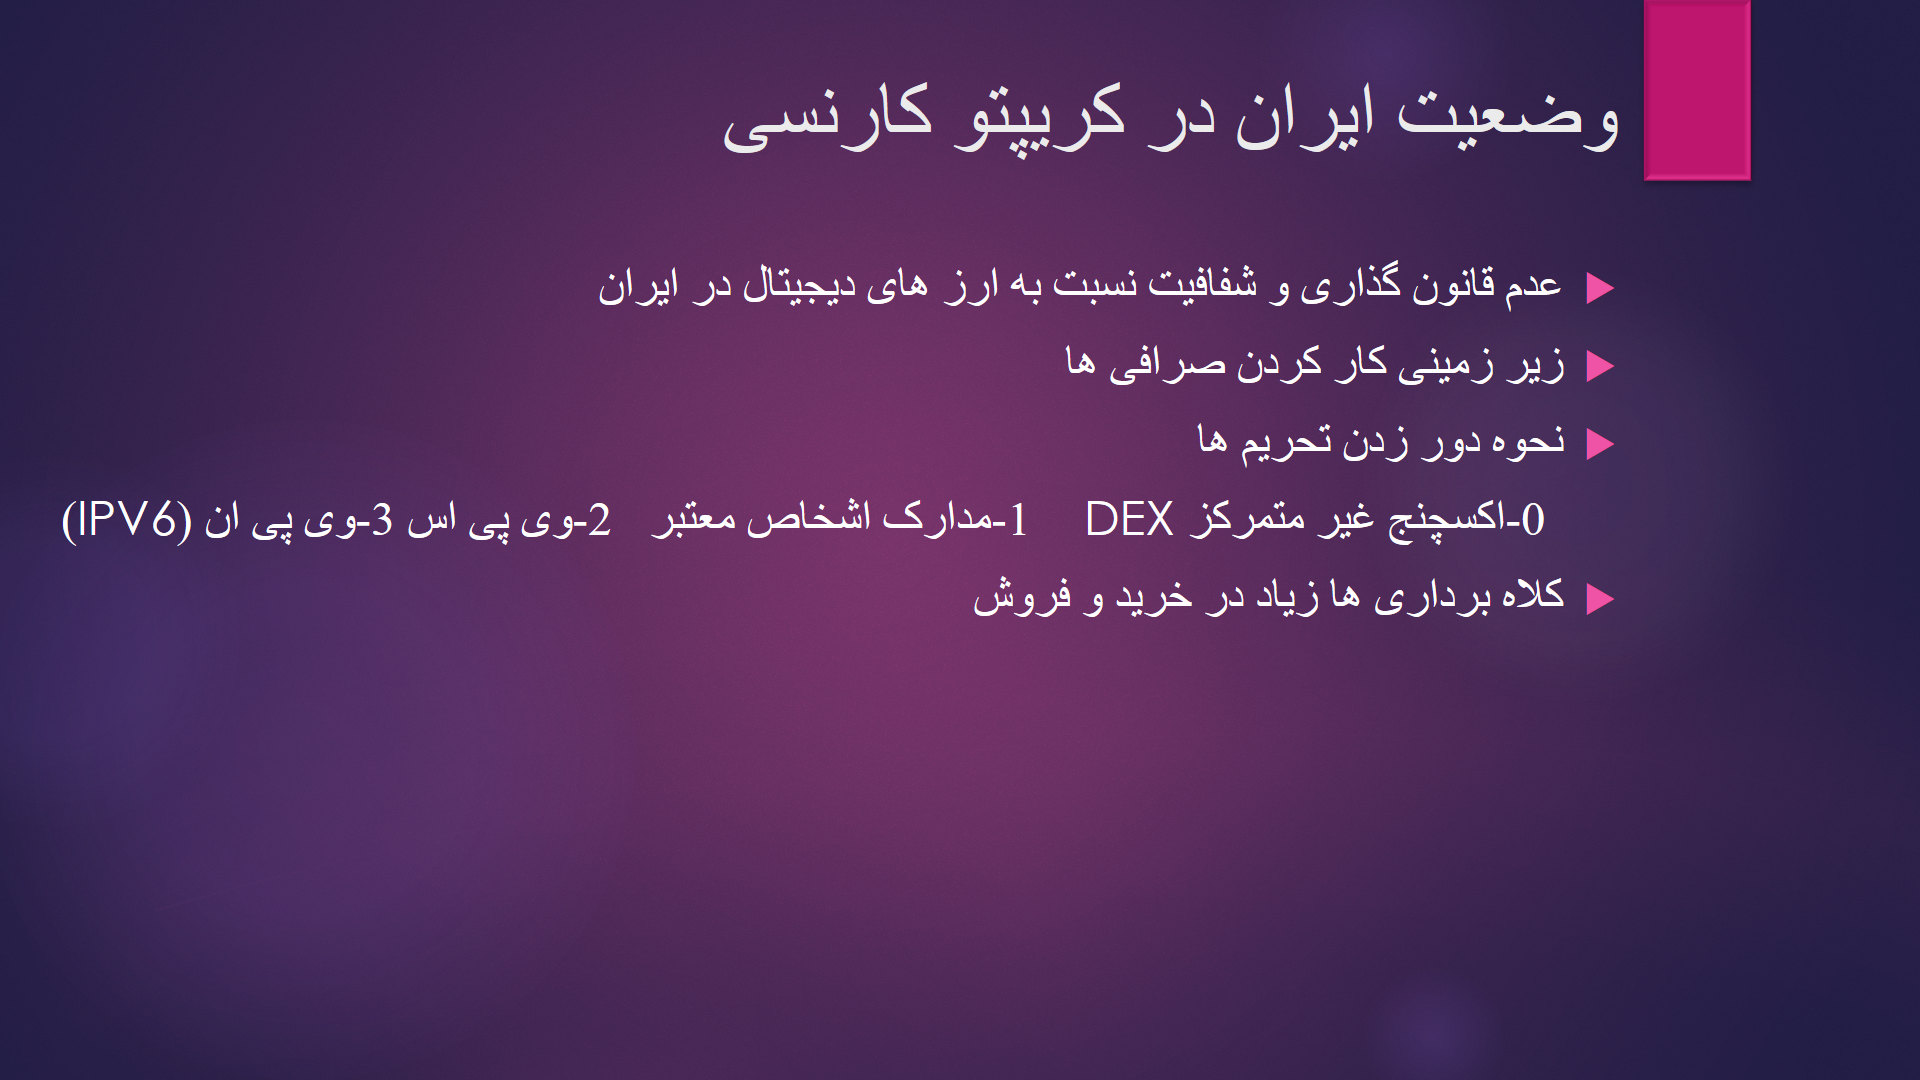 وضعیت ایران در کریپتو کارنسی
عدم قانون گذاری و شفافیت نسبت به ارز های دیجیتال در ایران
زیر زمینی کار کردن صرافی ها
نحوه دور زدن تحریم ها
0-اکسچنج غیر متمرکز DEX 1-مدارک اشخاص معتبر 2-وی پی اس 3-وی پی ان (IPV6)
کلاه برداری ها زیاد در خرید و فروش